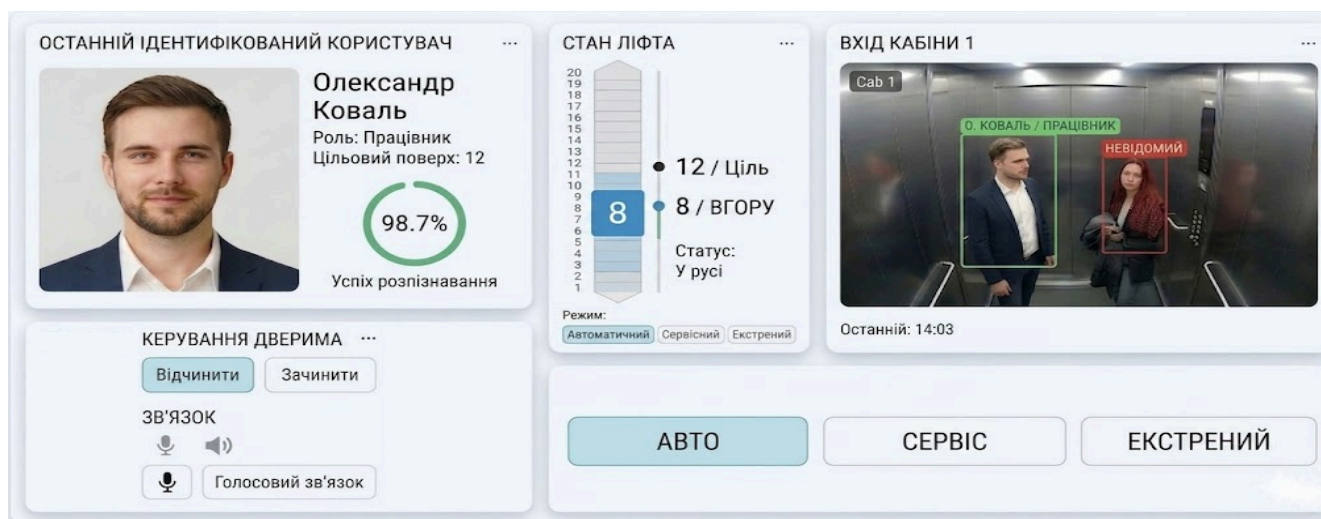 ОСТАННІЙ ІДЕНТИФІКОВАНИЙ КОРИСТУВАЧ ...
Олександр
Коваль
Роль: Працівник
Цільовий поверх: 12
98.7%
Успіх розпізнавання
КЕРУВАННЯ ДВЕРИМА ...
Відчинити Зачинити
ЗВ'ЯЗОК
Голосовий зв'язок
СТАН ЛІФТА ...
20
19
18
17
16
15
14
13
12
11
10
9
8
7
6
5
4
3
2
1
8
12 / Ціль
8 / ВГОРУ
Статус:
У русі
Режим:
Автоматичний Сервісний Екстрений
ВХІД КАБІНИ 1 ...
Cab 1
О. КОВАЛЬ / ПРАЦІВНИК
НЕВІДОМИЙ
Останній: 14:03
АВТО СЕРВІС ЕКСТРЕНИЙ